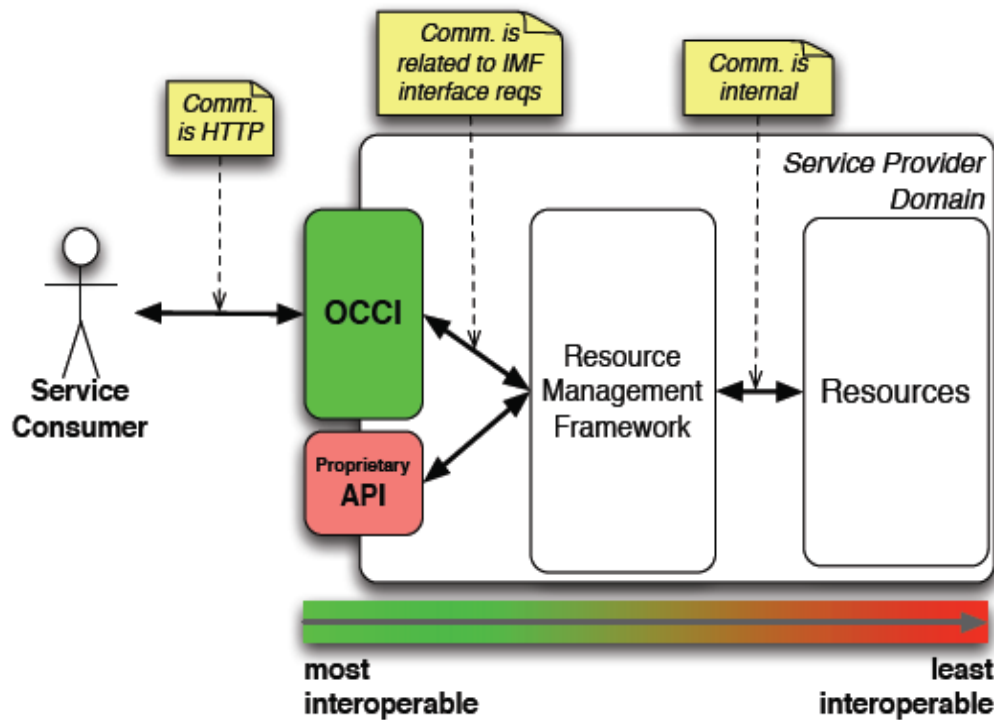 Comm.
is HTTP
Comm. is
related to IMF
interface reqs
Comm. is
internal
Service Provider
Domain
Service
Consumer
OCCI
Proprietary
API
Resource
Management
Framework
Resources
most
interoperable
least
interoperable